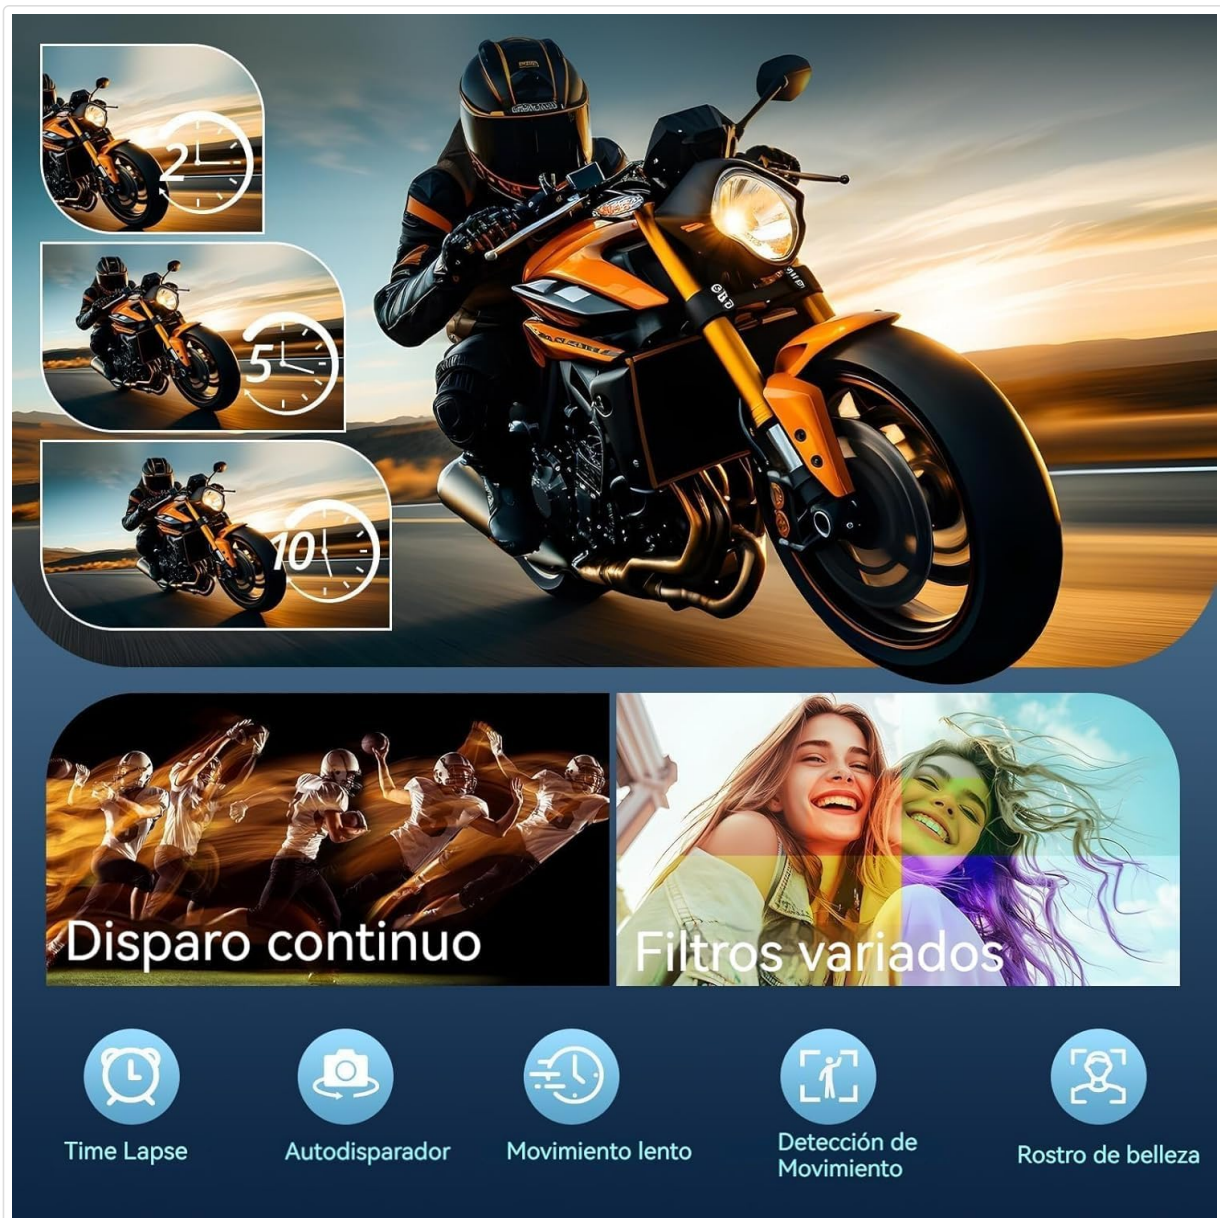 2
5
10
Disparo continuo
Filtros variados
Time Lapse
Autodisparador
Movimiento lento
Detección de
Movimiento
Rostro de belleza